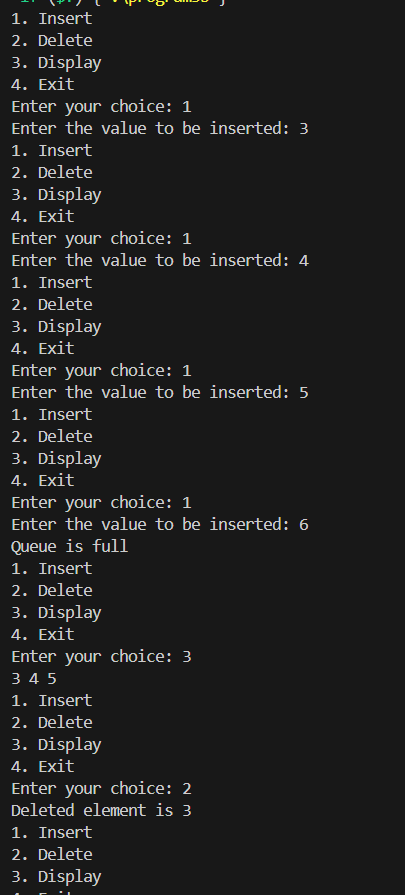 1. Insert
2. Delete
3. Display
4. Exit
Enter your choice: 1
Enter the value to be inserted: 3
1. Insert
2. Delete
3. Display
4. Exit
Enter your choice: 1
Enter the value to be inserted: 4
1. Insert
2. Delete
3. Display
4. Exit
Enter your choice: 1
Enter the value to be inserted: 5
1. Insert
2. Delete
3. Display
4. Exit
Enter your choice: 1
Enter the value to be inserted: 6
Queue is full
1. Insert
2. Delete
3. Display
4. Exit
Enter your choice: 3
3 4 5
1. Insert
2. Delete
3. Display
4. Exit
Enter your choice: 2
Deleted element is 3
1. Insert
2. Delete
3. Display